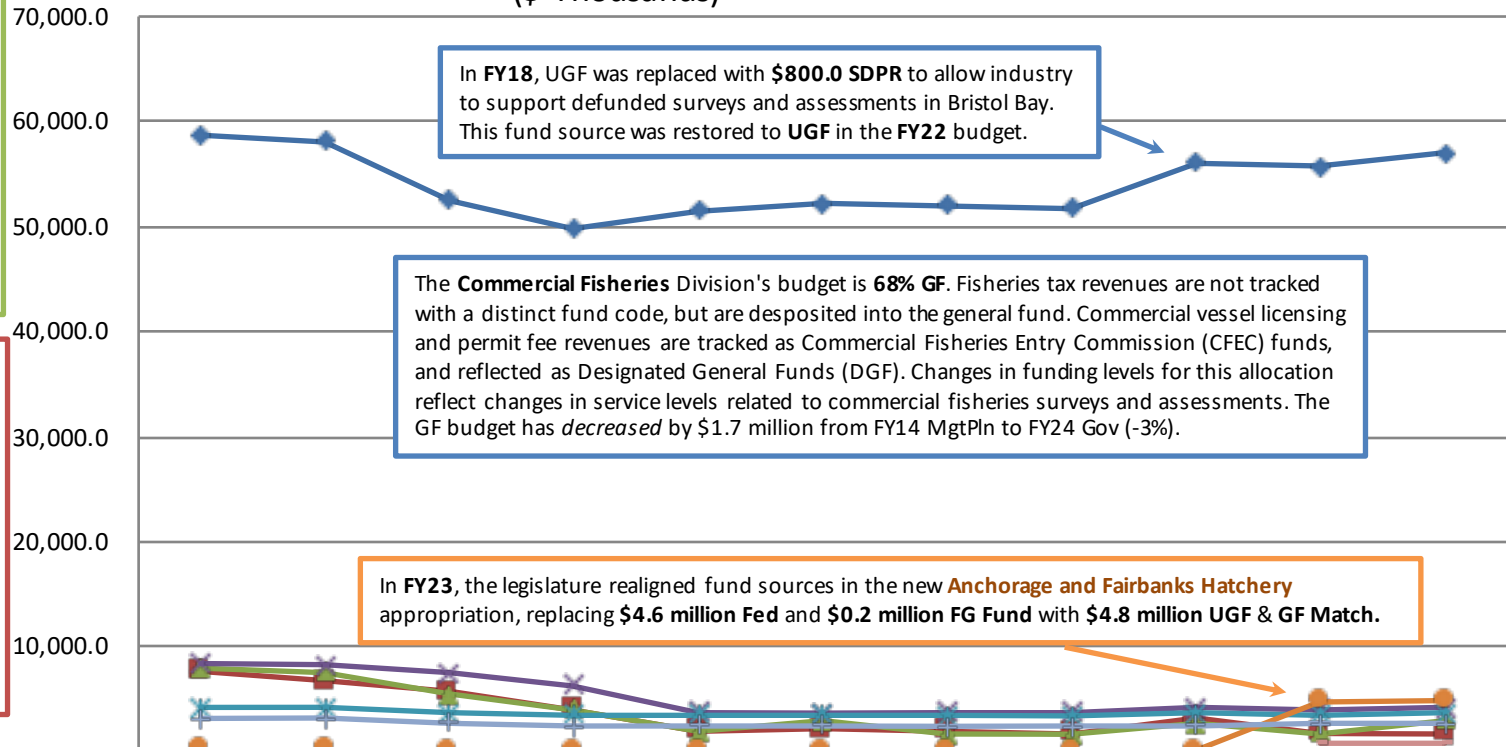 ($ Thousands)
70,000.0
60,000.0
50,000.0
40,000.0
30,000.0
20,000.0
10,000.0
In FY18, UGF was replaced with $800.0 SDPR to allow industry
to support defunded surveys and assessments in Bristol Bay.
This fund source was restored to UGF in the FY22 budget.
The Commercial Fisheries Division's budget is 68% GF. Fisheries tax revenues are not tracked
with a distinct fund code, but are desposited into the general fund. Commercial vessel licensing
and permit fee revenues are tracked as Commercial Fisheries Entry Commission (CFEC) funds,
and reflected as Designated General Funds (DGF). Changes in funding levels for this allocation
reflect changes in service levels related to commercial fisheries surveys and assessments. The
GF budget has decreased by $1.7 million from FY14 MgtPln to FY24 Gov (-3%).
In FY23, the legislature realigned fund sources in the new Anchorage and Fairbanks Hatchery
appropriation, replacing $4.6 million Fed and $0.2 million FG Fund with $4.8 million UGF & GF Match.